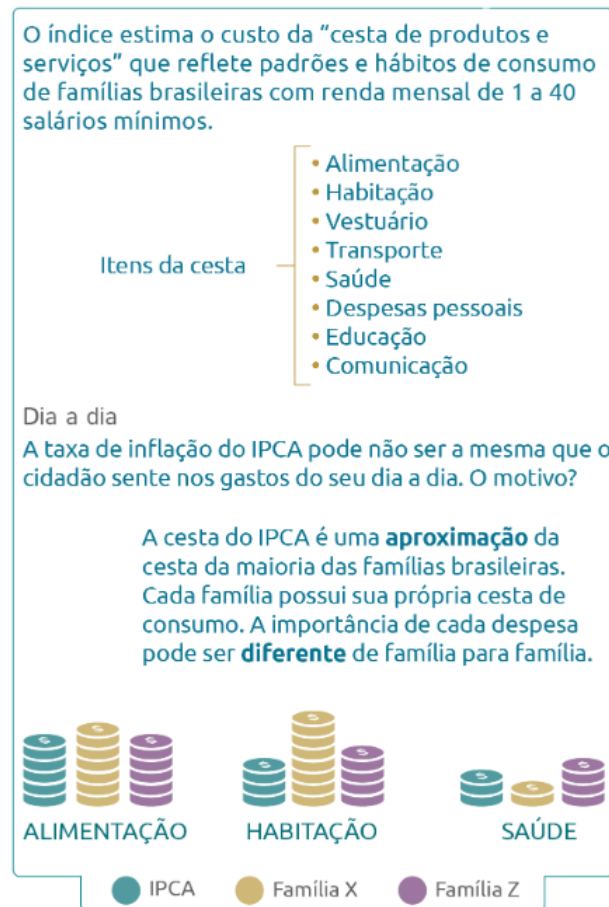 O índice estima o custo da “cesta de produtos e
serviços” que reflete padrões e hábitos de consumo
de famílias brasileiras com renda mensal de 1 a 40
salários mínimos.
Itens da cesta
• Alimentação
• Habitação
• Vestuário
• Transporte
• Saúde
• Despesas pessoais
• Educação
• Comunicação
Dia a dia
A taxa de inflação do IPCA pode não ser a mesma que o
cidadão sente nos gastos do seu dia a dia. O motivo?
A cesta do IPCA é uma aproximação da
cesta da maioria das famílias brasileiras.
Cada família possui sua própria cesta de
consumo. A importância de cada despesa
pode ser diferente de família para família.
ALIMENTAÇÃO HABITAÇÃO SAÚDE
IPCA Família X Família Z